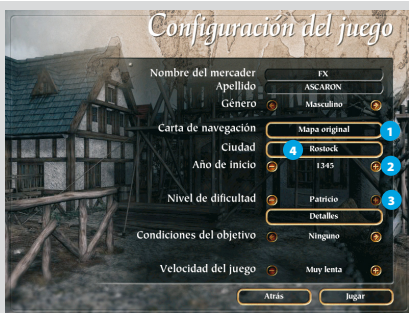 Configuración del juego
Nombre del mercader FX
Apellido ASCARON
Género Masculino
Carta de navegación Mapa original 1
Ciudad 4 Rostock
Año de inicio 1345 2
Nivel de dificultad Patricio 3
Detalles
Condiciones del objetivo Ninguno
Velocidad del juego Muy lenta
Atrás Jugar